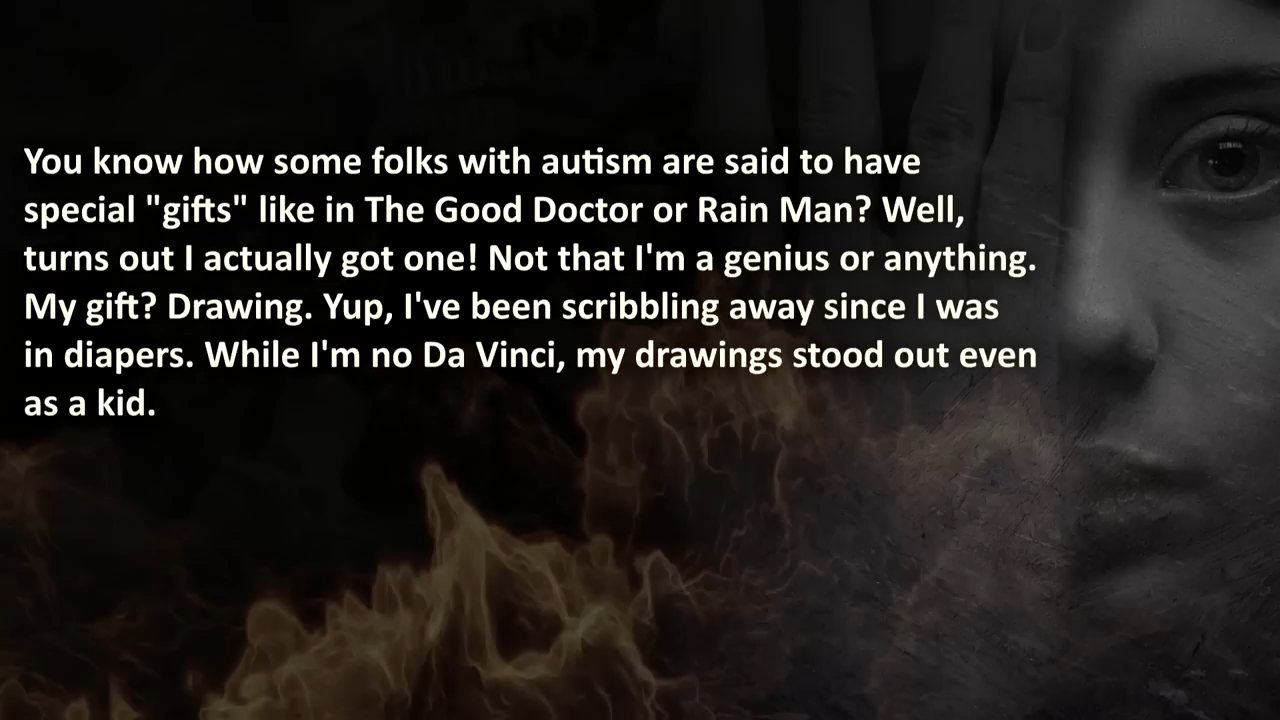 You know how some folks with autism are said to have
special "gifts" like in The Good Doctor or Rain Man? Well,
turns out I actually got one! Not that I'm a genius or anything.
My gift? Drawing. Yup, I've been scribbling away since I was
in diapers. While I'm no Da Vinci, my drawings stood out even
as a kid.